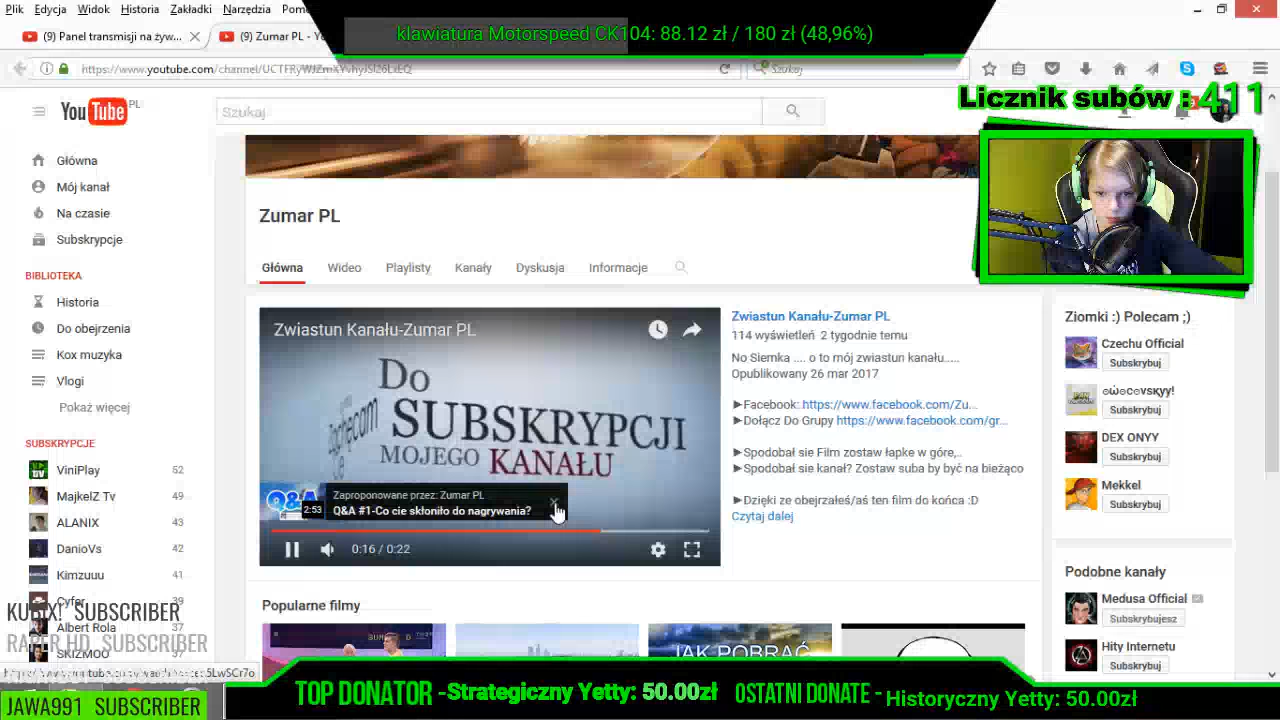 Plik Edycja Widok Historia Zakładki Narzędzia
klawiatura Motorspeed CK104: 88.12 zł / 180 zł (48,96%)
(9) Panel transmisji na żyw...
(9) Zumar PL - Yo
Szukaj
Licznik subów : 411
YouTube PL
Szukaj
Główna
Mój kanał
Na czasie
Subskrypcje
BIBLIOTEKA
Historia
Do obejrzenia
Kox muzyka
Vlogi
Pokaż więcej
SUBSKRYPCJE
ViniPlay 52
MajkelZ Tv 49
ALANIX 43
DanioVs 42
Kimzuuu 41
Cyfer
Albert Rola 37
SKIZMOO 37
KUBIX! SUBSCRIBER
JAWA991 SUBSCRIBER
Zumar PL
Główna Wideo Playlisty Kanały Dyskusja Informacje
Zwiastun Kanału-Zumar PL
Do
SUBSKRYPCJI
MOJEGO KANAŁU
Q&A
2:53
Zaproponowane przez: Zumar PL
Q&A #1-Co cie skłoniło do nagrywania?
0:16 / 0:22
Zwiastun Kanału-Zumar PL
114 wyświetleń 2 tygodnie temu
No Siemka .... o to mój zwiastun kanału.....
Opublikowany 26 mar 2017
►Facebook: https://www.facebook.com/Zu...
►Dołącz Do Grupy https://www.facebook.com/gr...
►Spodobał sie Film zostaw łapke w góre,..
►Spodobał sie kanał? Zostaw suba by być na bieżąco
►Dzięki ze obejrzałeś/aś ten film do końca :D
Czytaj dalej
Popularne filmy
JAK POBRAĆ
Ziomki :) Polecam ;)
Czechu Official
Subskrybuj
Subskrybuj
DEX ONYY
Subskrybuj
Mekkel
Subskrybuj
Podobne kanały
Medusa Official
Subskrybujesz
Hity Internetu
Subskrybuj
TOP DONATOR - Strategiczny Yetty: 50.00zł
OSTATNI DONATE - Historyczny Yetty: 50.00zł